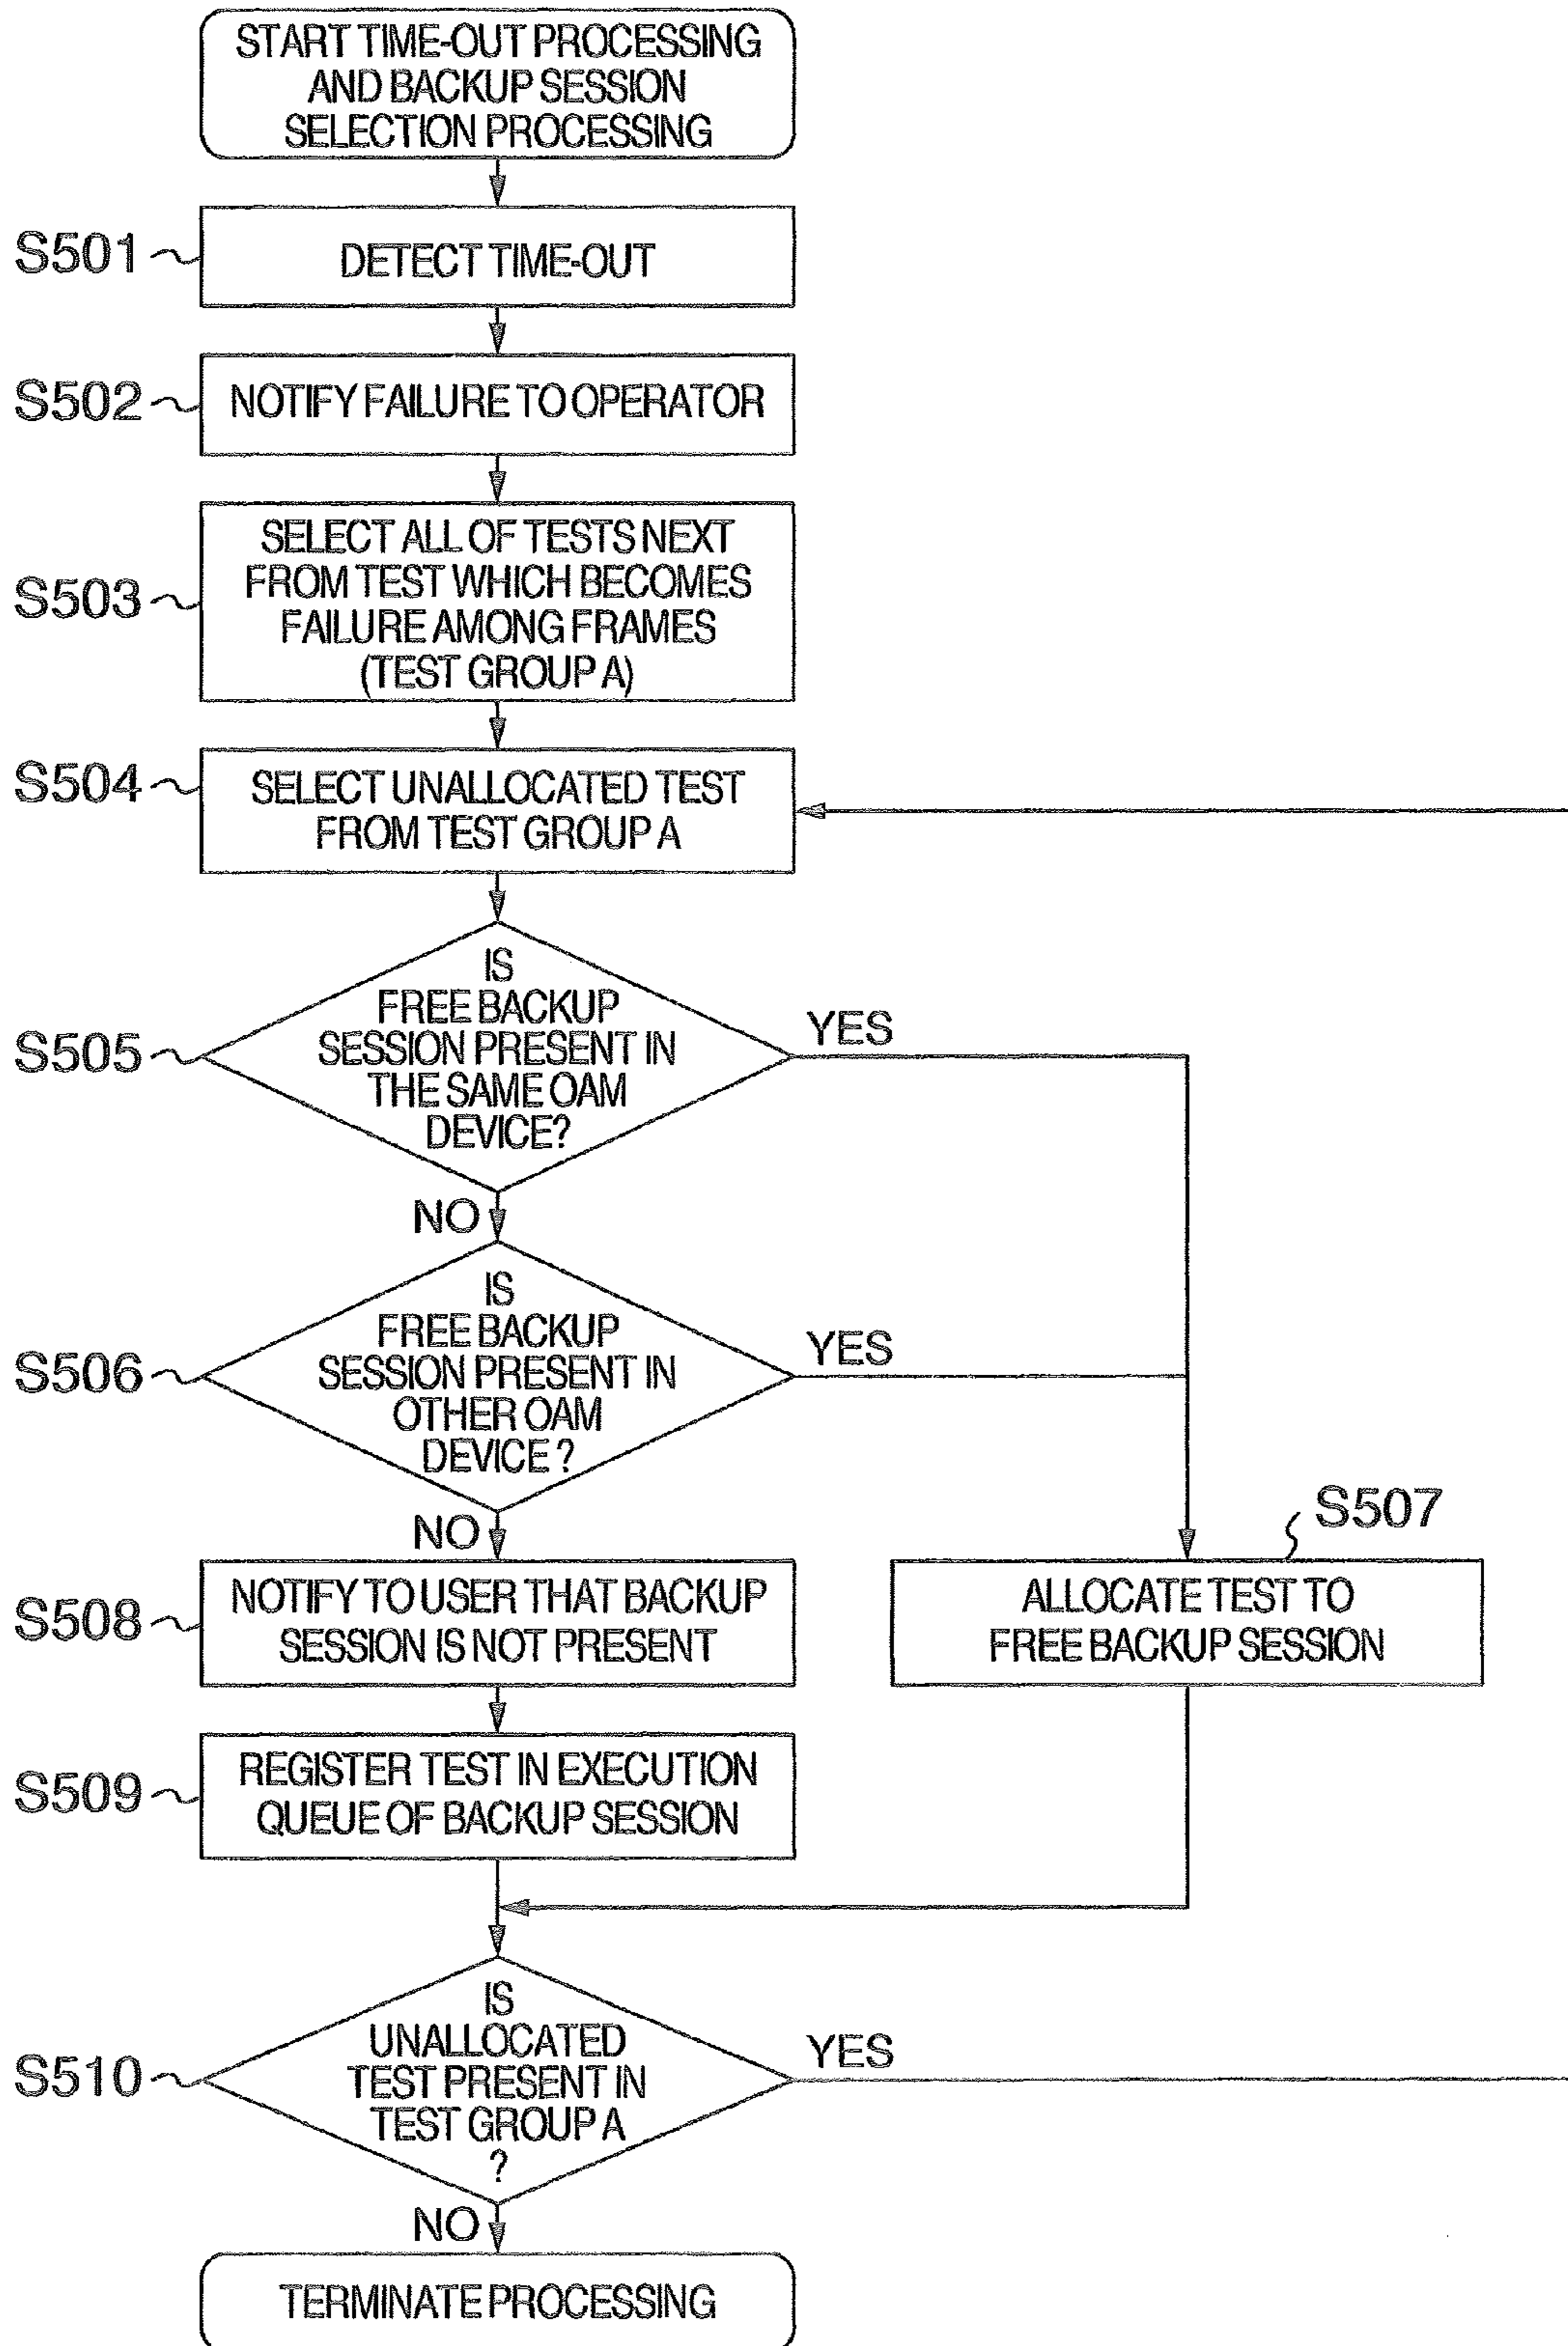 START TIME-OUT PROCESSING
AND BACKUP SESSION
SELECTION PROCESSING
S501
DETECT TIME-OUT
S502
NOTIFY FAILURE TO OPERATOR
S503
SELECT ALL OF TESTS NEXT
FROM TEST WHICH BECOMES
FAILURE AMONG FRAMES
(TEST GROUP A)
S504
SELECT UNALLOCATED TEST
FROM TEST GROUP A
S505
IS
FREE BACKUP
SESSION PRESENT IN
THE SAME OAM
DEVICE?
YES
NO
S506
IS
FREE BACKUP
SESSION PRESENT IN
OTHER OAM
DEVICE ?
YES
NO
S507
ALLOCATE TEST TO
FREE BACKUP SESSION
S508
NOTIFY TO USER THAT BACKUP
SESSION IS NOT PRESENT
S509
REGISTER TEST IN EXECUTION
QUEUE OF BACKUP SESSION
S510
IS
UNALLOCATED
TEST PRESENT IN
TEST GROUP A
?
YES
NO
TERMINATE PROCESSING